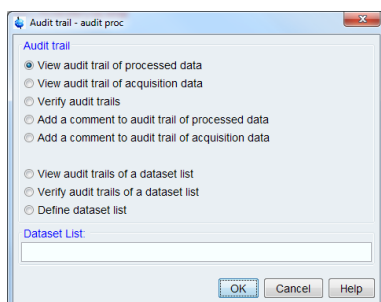 Audit trail - audit proc
Audit trail
View audit trail of processed data
View audit trail of acquisition data
Verify audit trails
Add a comment to audit trail of processed data
Add a comment to audit trail of acquisition data
View audit trails of a dataset list
Verify audit trails of a dataset list
Define dataset list
Dataset List:
OK Cancel Help